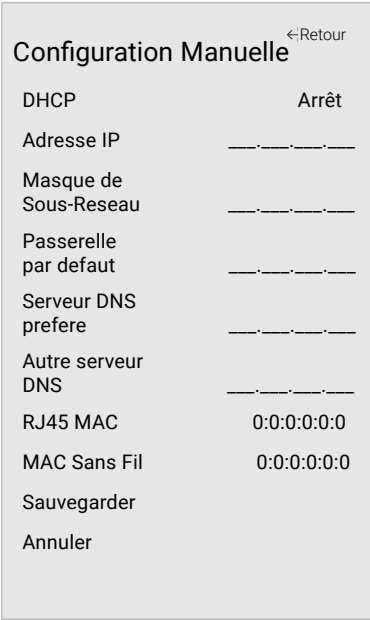 ←Retour
Configuration Manuelle
DHCP Arrêt
Adresse IP ___.___.___.___
Masque de
Sous-Reseau ___.___.___.___
Passerelle
par defaut ___.___.___.___
Serveur DNS
prefere ___.___.___.___
Autre serveur
DNS ___.___.___.___
RJ45 MAC 0:0:0:0:0:0
MAC Sans Fil 0:0:0:0:0:0
Sauvegarder
Annuler